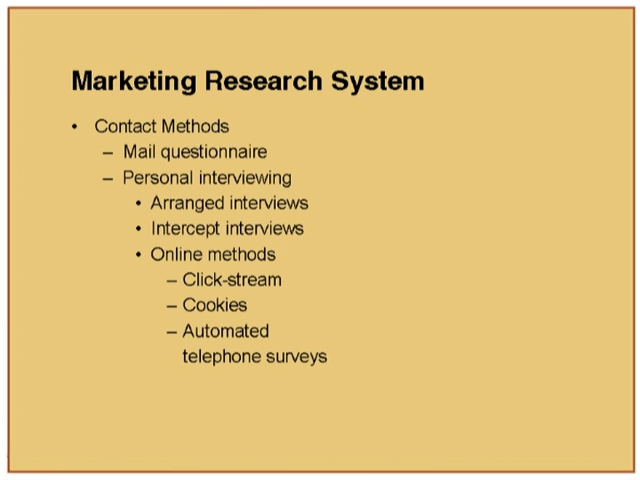 Marketing Research System
• Contact Methods
– Mail questionnaire
– Personal interviewing
• Arranged interviews
• Intercept interviews
• Online methods
– Click-stream
– Cookies
– Automated
telephone surveys